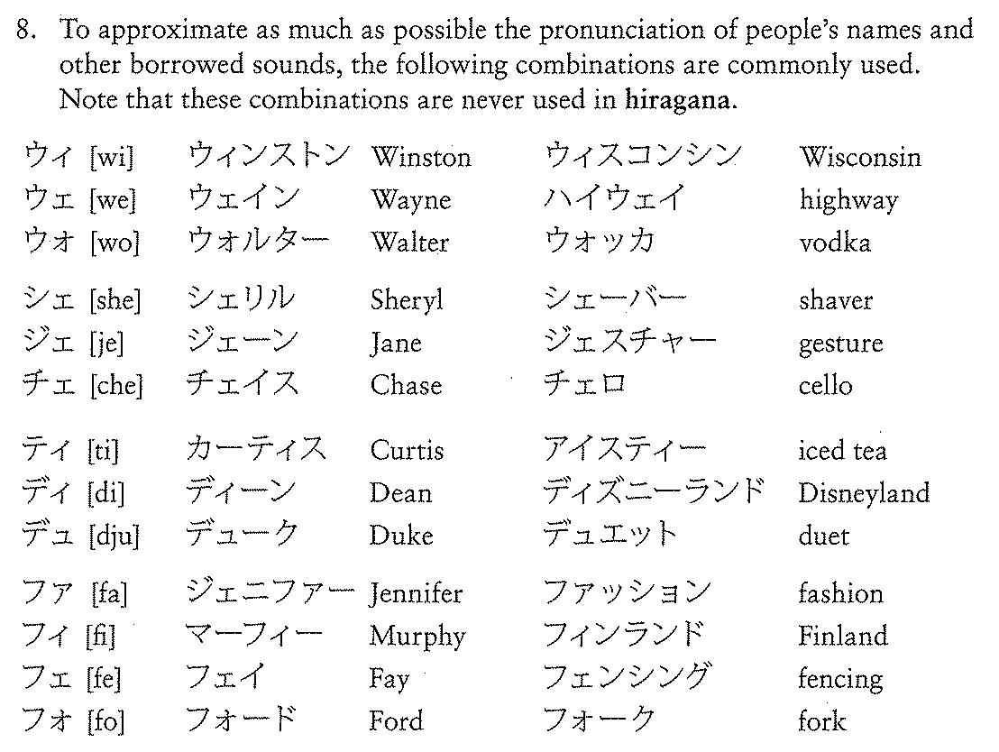 8. To approximate as much as possible the pronunciation of people's names and
other borrowed sounds, the following combinations are commonly used.
Note that these combinations are never used in hiragana.
ウィ [wi] ウィンストン Winston ウィスコンシン Wisconsin
ウェ [we] ウェイン Wayne ハイウェイ highway
ウォ [wo] ウォルター Walter ウォッカ vodka
シェ [she] シェリル Sheryl シェーバー shaver
ジェ [je] ジェーン Jane ジェスチャー gesture
チェ [che] チェイス Chase チェロ cello
ティ [ti] カーティス Curtis アイスティー iced tea
ディ [di] ディーン Dean ディズニーランド Disneyland
デュ [dju] デューク Duke デュエット duet
ファ [fa] ジェニファー Jennifer ファッション fashion
フィ [fi] マーフィー Murphy フィンランド Finland
フェ [fe] フェイ Fay フェンシング fencing
フォ [fo] フォード Ford フォーク fork